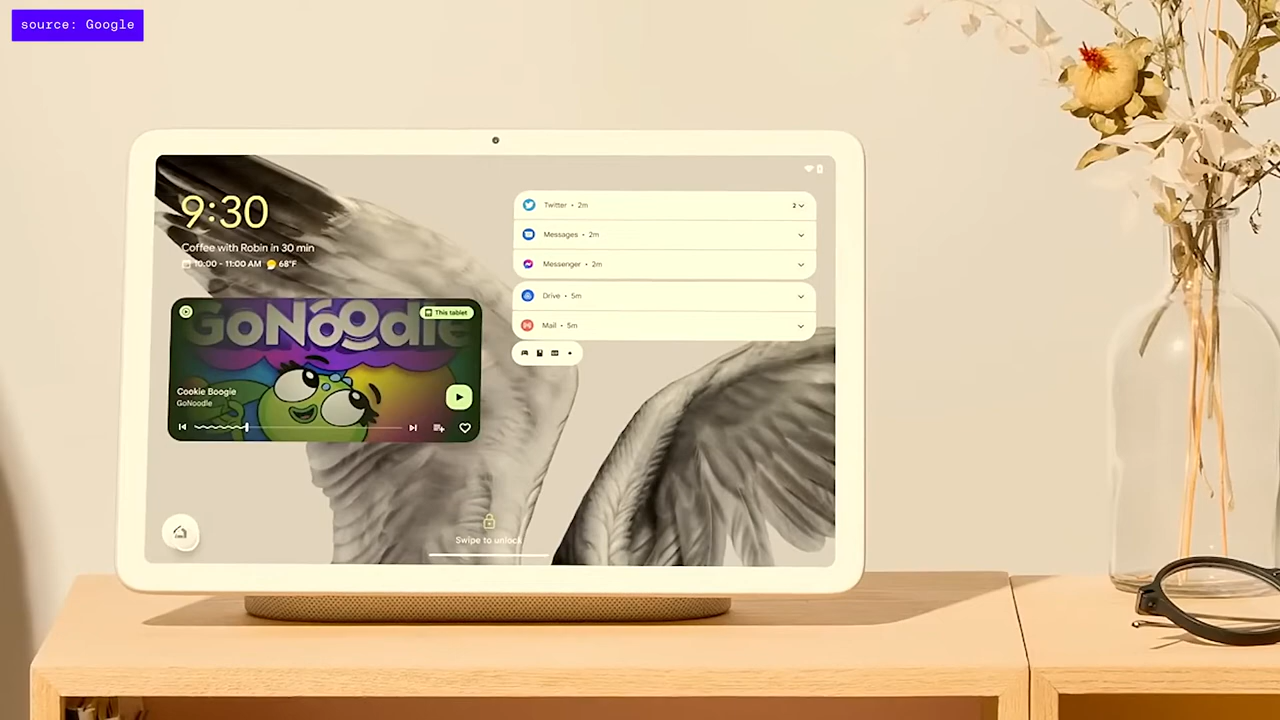 source: Google
9:30
Coffee with Robin in 30 min
10:00 - 11:00 AM 68°F
GoNoodle
This tablet
Cookie Boogie
GoNoodle
Twitter • 2m 2
Messages • 2m
Messenger • 2m
Drive • 5m
Mail • 5m
Swipe to unlock